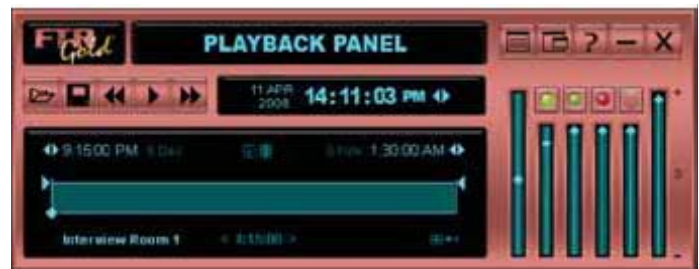 FTR Gold
PLAYBACK PANEL
?
11 APR 2008
14:11:03 PM
9:15:00 PM
1:30:00 AM
Interview Room 1